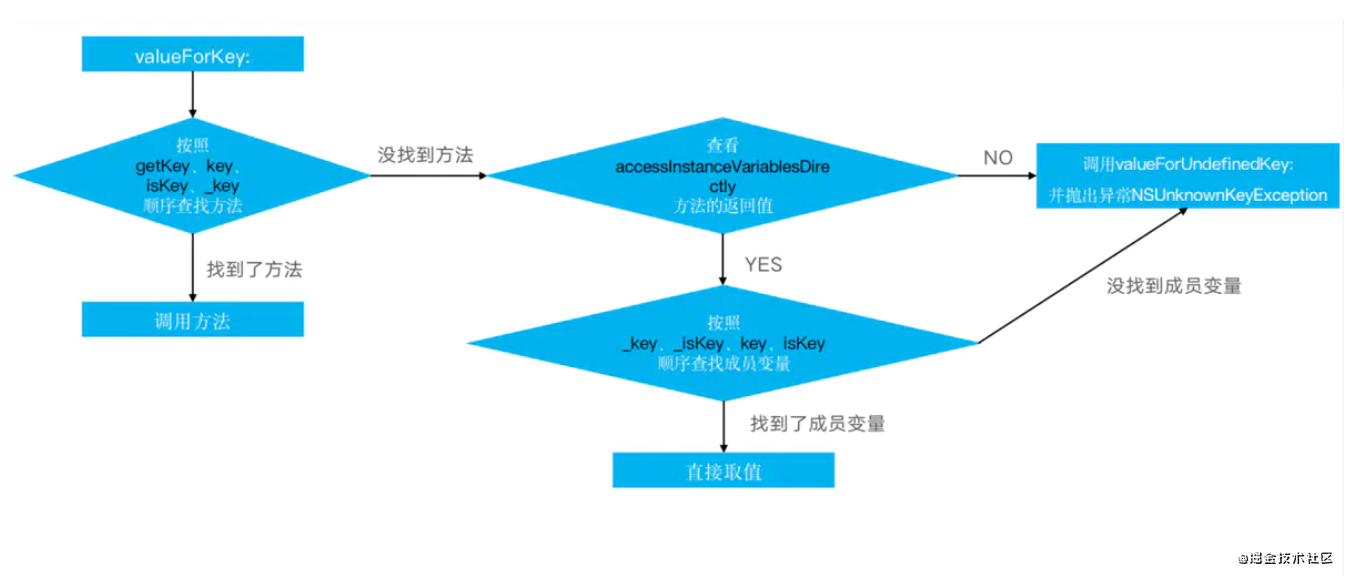 valueForKey:
按照
getKey、key、
isKey、_key
顺序查找方法
没找到方法
查看
accessInstanceVariablesDire
ctly
方法的返回值
NO
调用valueForUndefinedKey:
并抛出异常NSUnknownKeyException
找到了方法
YES
没找到成员变量
调用方法
按照
_key、_isKey、key、isKey
顺序查找成员变量
找到了成员变量
直接取值
@掘金技术社区